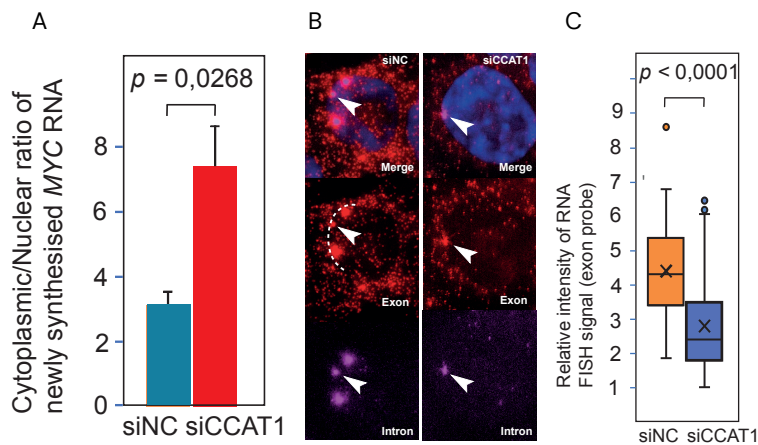 A
Cytoplasmic/Nuclear ratio of
newly synthesised MYC RNA
p = 0,0268
8
6
4
2
0
siNC siCCAT1
B
siNC
siCCAT1
Merge
Merge
Exon
Exon
Intron
Intron
C
Relative intensity of RNA
FISH signal (exon probe)
p < 0,0001
9
8
7
6
5
4
3
2
1
siNC siCCAT1